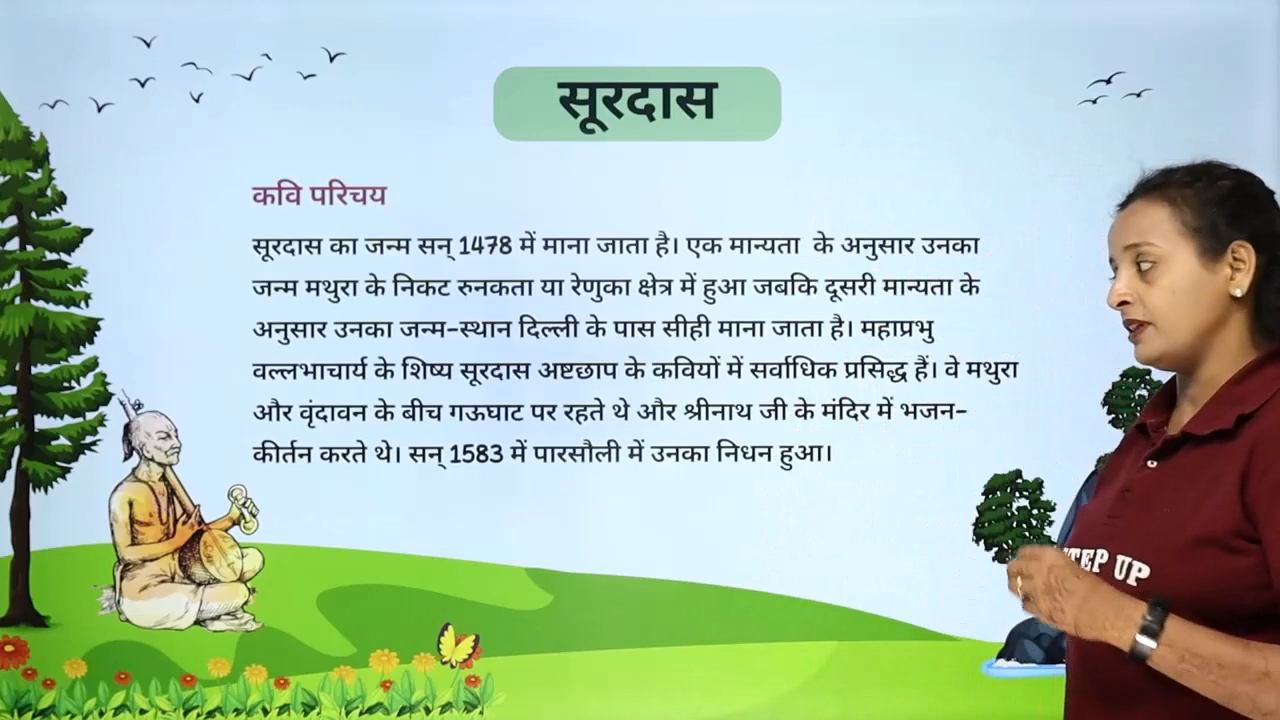 सूरदास
कवि परिचय
सूरदास का जन्म सन् 1478 में माना जाता है। एक मान्यता के अनुसार उनका
जन्म मथुरा के निकट रुनकता या रेणुका क्षेत्र में हुआ जबकि दूसरी मान्यता के
अनुसार उनका जन्म-स्थान दिल्ली के पास सीही माना जाता है। महाप्रभु
वल्लभाचार्य के शिष्य सूरदास अष्टछाप के कवियों में सर्वाधिक प्रसिद्ध हैं। वे मथुरा
और वृंदावन के बीच गऊघाट पर रहते थे और श्रीनाथ जी के मंदिर में भजन-
कीर्तन करते थे। सन् 1583 में पारसौली में उनका निधन हुआ।
STEP UP